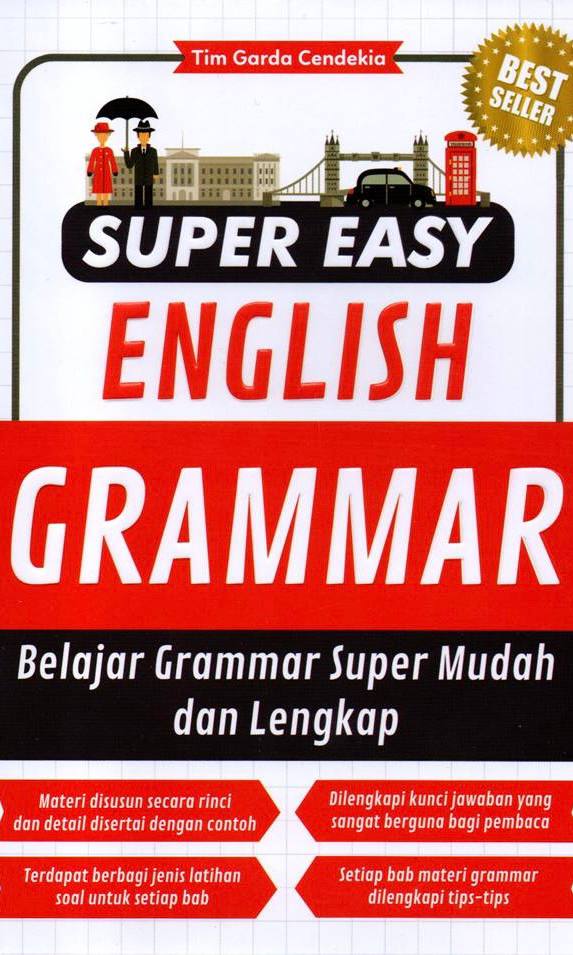 Tim Garda Cendekia
BEST
SELLER
SUPER EASY
ENGLISH
GRAMMAR
Belajar Grammar Super Mudah
dan Lengkap
Materi disusun secara rinci
dan detail disertai dengan contoh
Dilengkapi kunci jawaban yang
sangat berguna bagi pembaca
Terdapat berbagi jenis latihan
soal untuk setiap bab
Setiap bab materi grammar
dilengkapi tips-tips